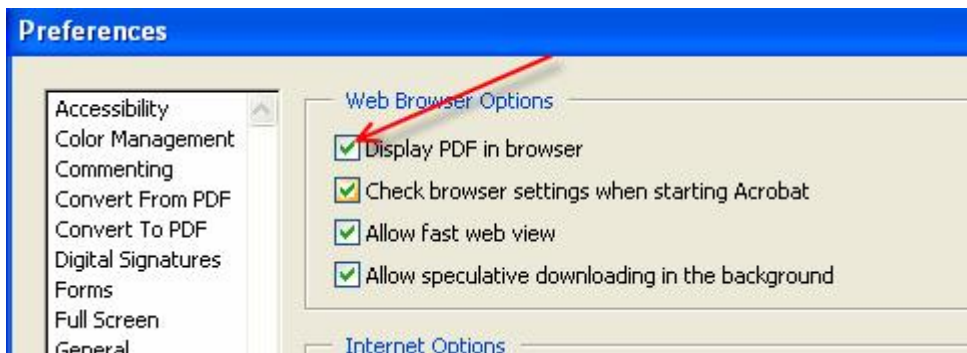 Preferences
Accessibility
Color Management
Commenting
Convert From PDF
Convert To PDF
Digital Signatures
Forms
Full Screen
General
Web Browser Options
Display PDF in browser
Check browser settings when starting Acrobat
Allow fast web view
Allow speculative downloading in the background
Internet Options